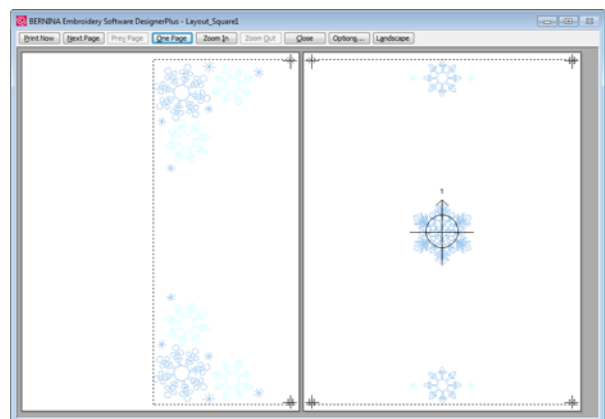 BERNINA Embroidery Software DesignerPlus - Layout_Square1
Print Now Next Page Prev Page One Page Zoom In Zoom Out Close Options... Landscape
1